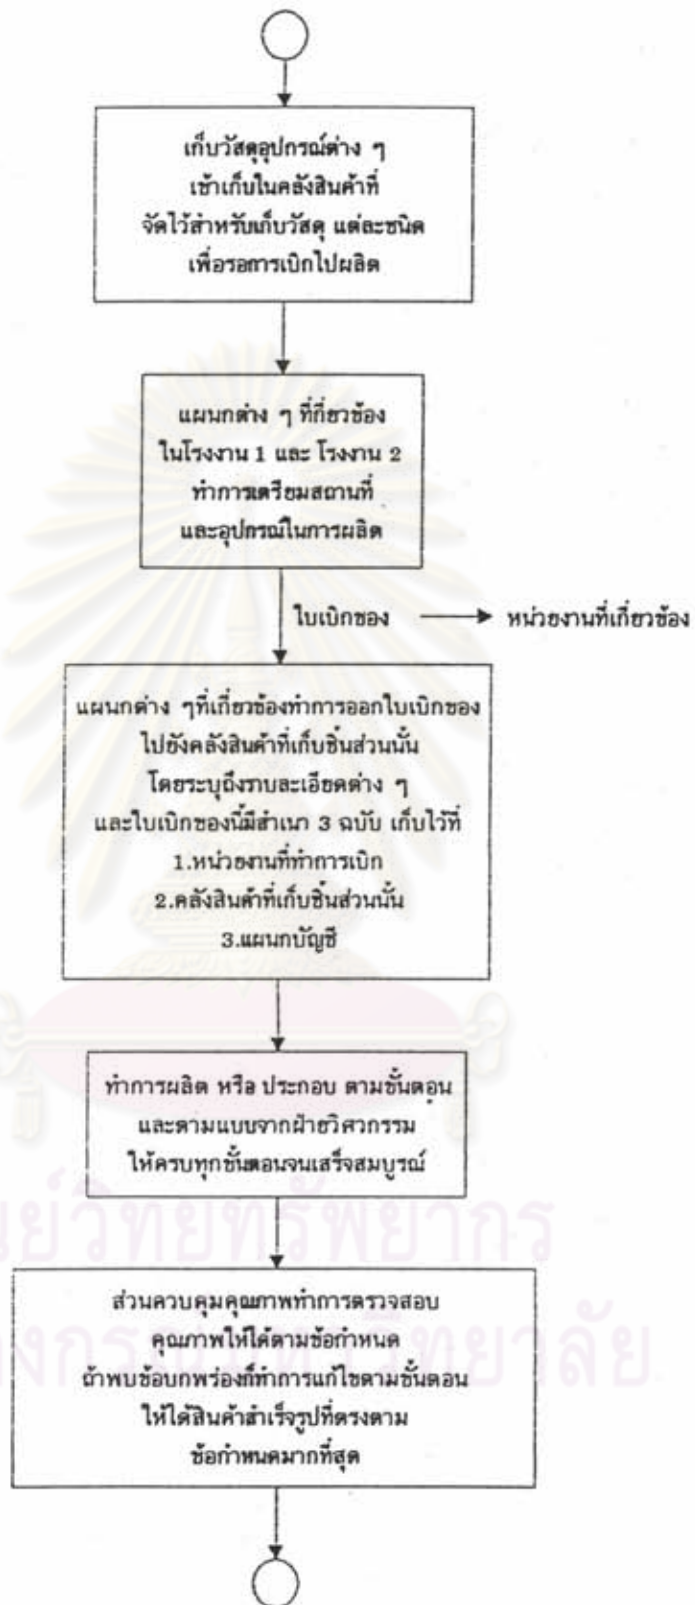 เก็บวัสดุอุปกรณ์ต่าง ๆ
เข้าเก็บในคลังสินค้าที่
จัดไว้สำหรับเก็บวัสดุ แต่ละชนิด
เพื่อรอการเบิกไปผลิต
แผนกต่าง ๆ ที่กี่ยวข้อง
ในโรงงาน 1 และ โรงงาน 2
ทำการเตรียมสถานที่
และอุปกรณ์ในการผลิต
ใบเบิกของ หน่วยงานที่เกี่ยวข้อง
แผนกต่าง ๆที่เกี่ยวข้องทำการออกใบเบิกของ
ไปยังคลังสินค้าที่เก็บชิ้นส่วนนั้น
โดยระบุถึงรายละเอียดต่าง ๆ
และใบเบิกของนี้มีสำเนา 3 ฉบับ เก็บไว้ที่
1.หน่วยงานที่ทำการเบิก
2.คลังสินค้าที่เก็บชิ้นส่วนนั้น
3.แผนกบัญชี
ทำการผลิต หรือ ประกอบ ตามขั้นตอน
และตามแบบจากฝ่ายวิศวกรรม
ให้ครบทุกขั้นตอนจนเสร็จสมบูรณ์
ส่วนควบคุมคุณภาพทำการตรวจสอบ
คุณภาพให้ได้ตามข้อกำหนด
ถ้าพบข้อบกพร่องก็ทำการแก้ไขตามขั้นตอน
ให้ได้สินค้าสำเร็จรูปที่ตรงตาม
ข้อกำหนดมากที่สุด